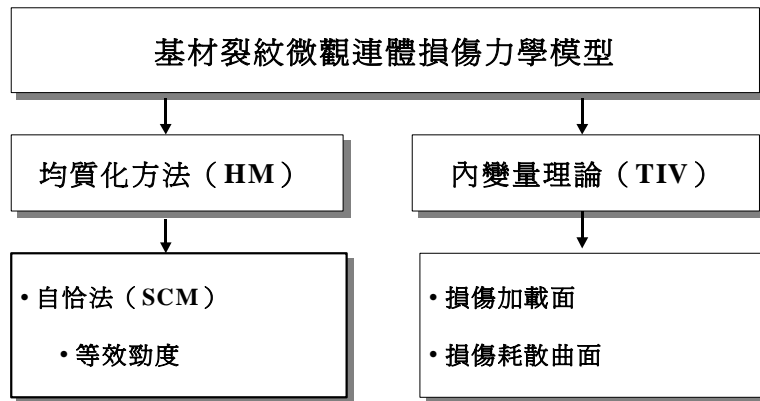 基材裂紋微觀連體損傷力學模型
均質化方法（HM）
內變量理論（TIV）
• 自恰法（SCM）
• 等效勁度
• 損傷加載面
• 損傷耗散曲面